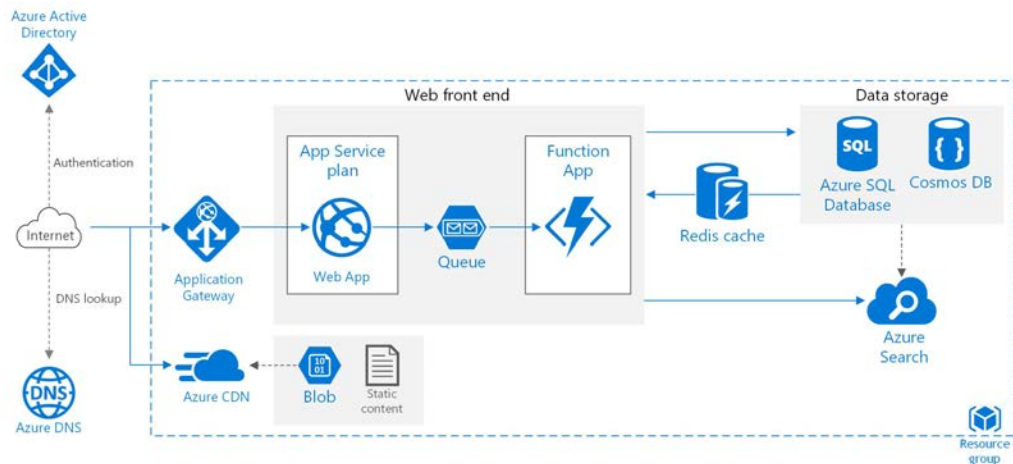 Azure Active
Directory
Authentication
Internet
DNS lookup
DNS
Azure DNS
Web front end
App Service
plan
Web App
Queue
Function
App
Application
Gateway
Azure CDN
10
01
Blob
Static
content
Redis cache
Data storage
SQL
Azure SQL
Database
{ }
Cosmos DB
Azure
Search
Resource
group